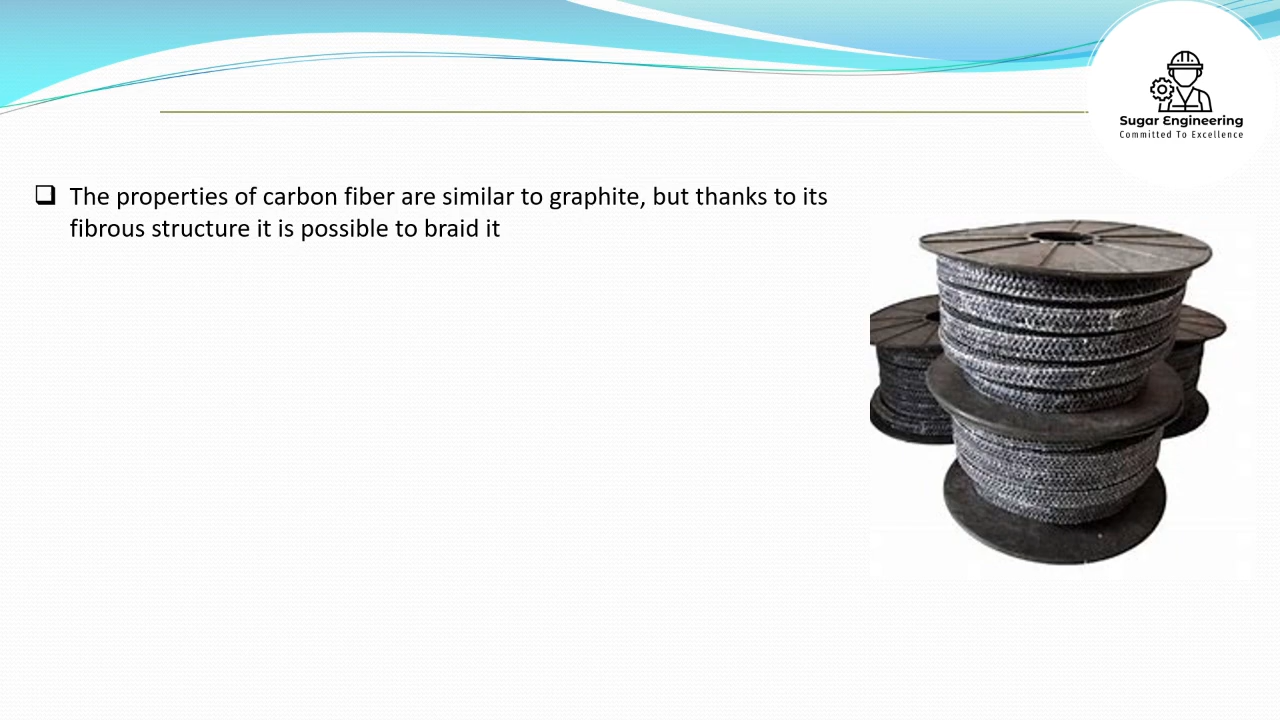 Sugar Engineering
Committed To Excellence
The properties of carbon fiber are similar to graphite, but thanks to its
fibrous structure it is possible to braid it